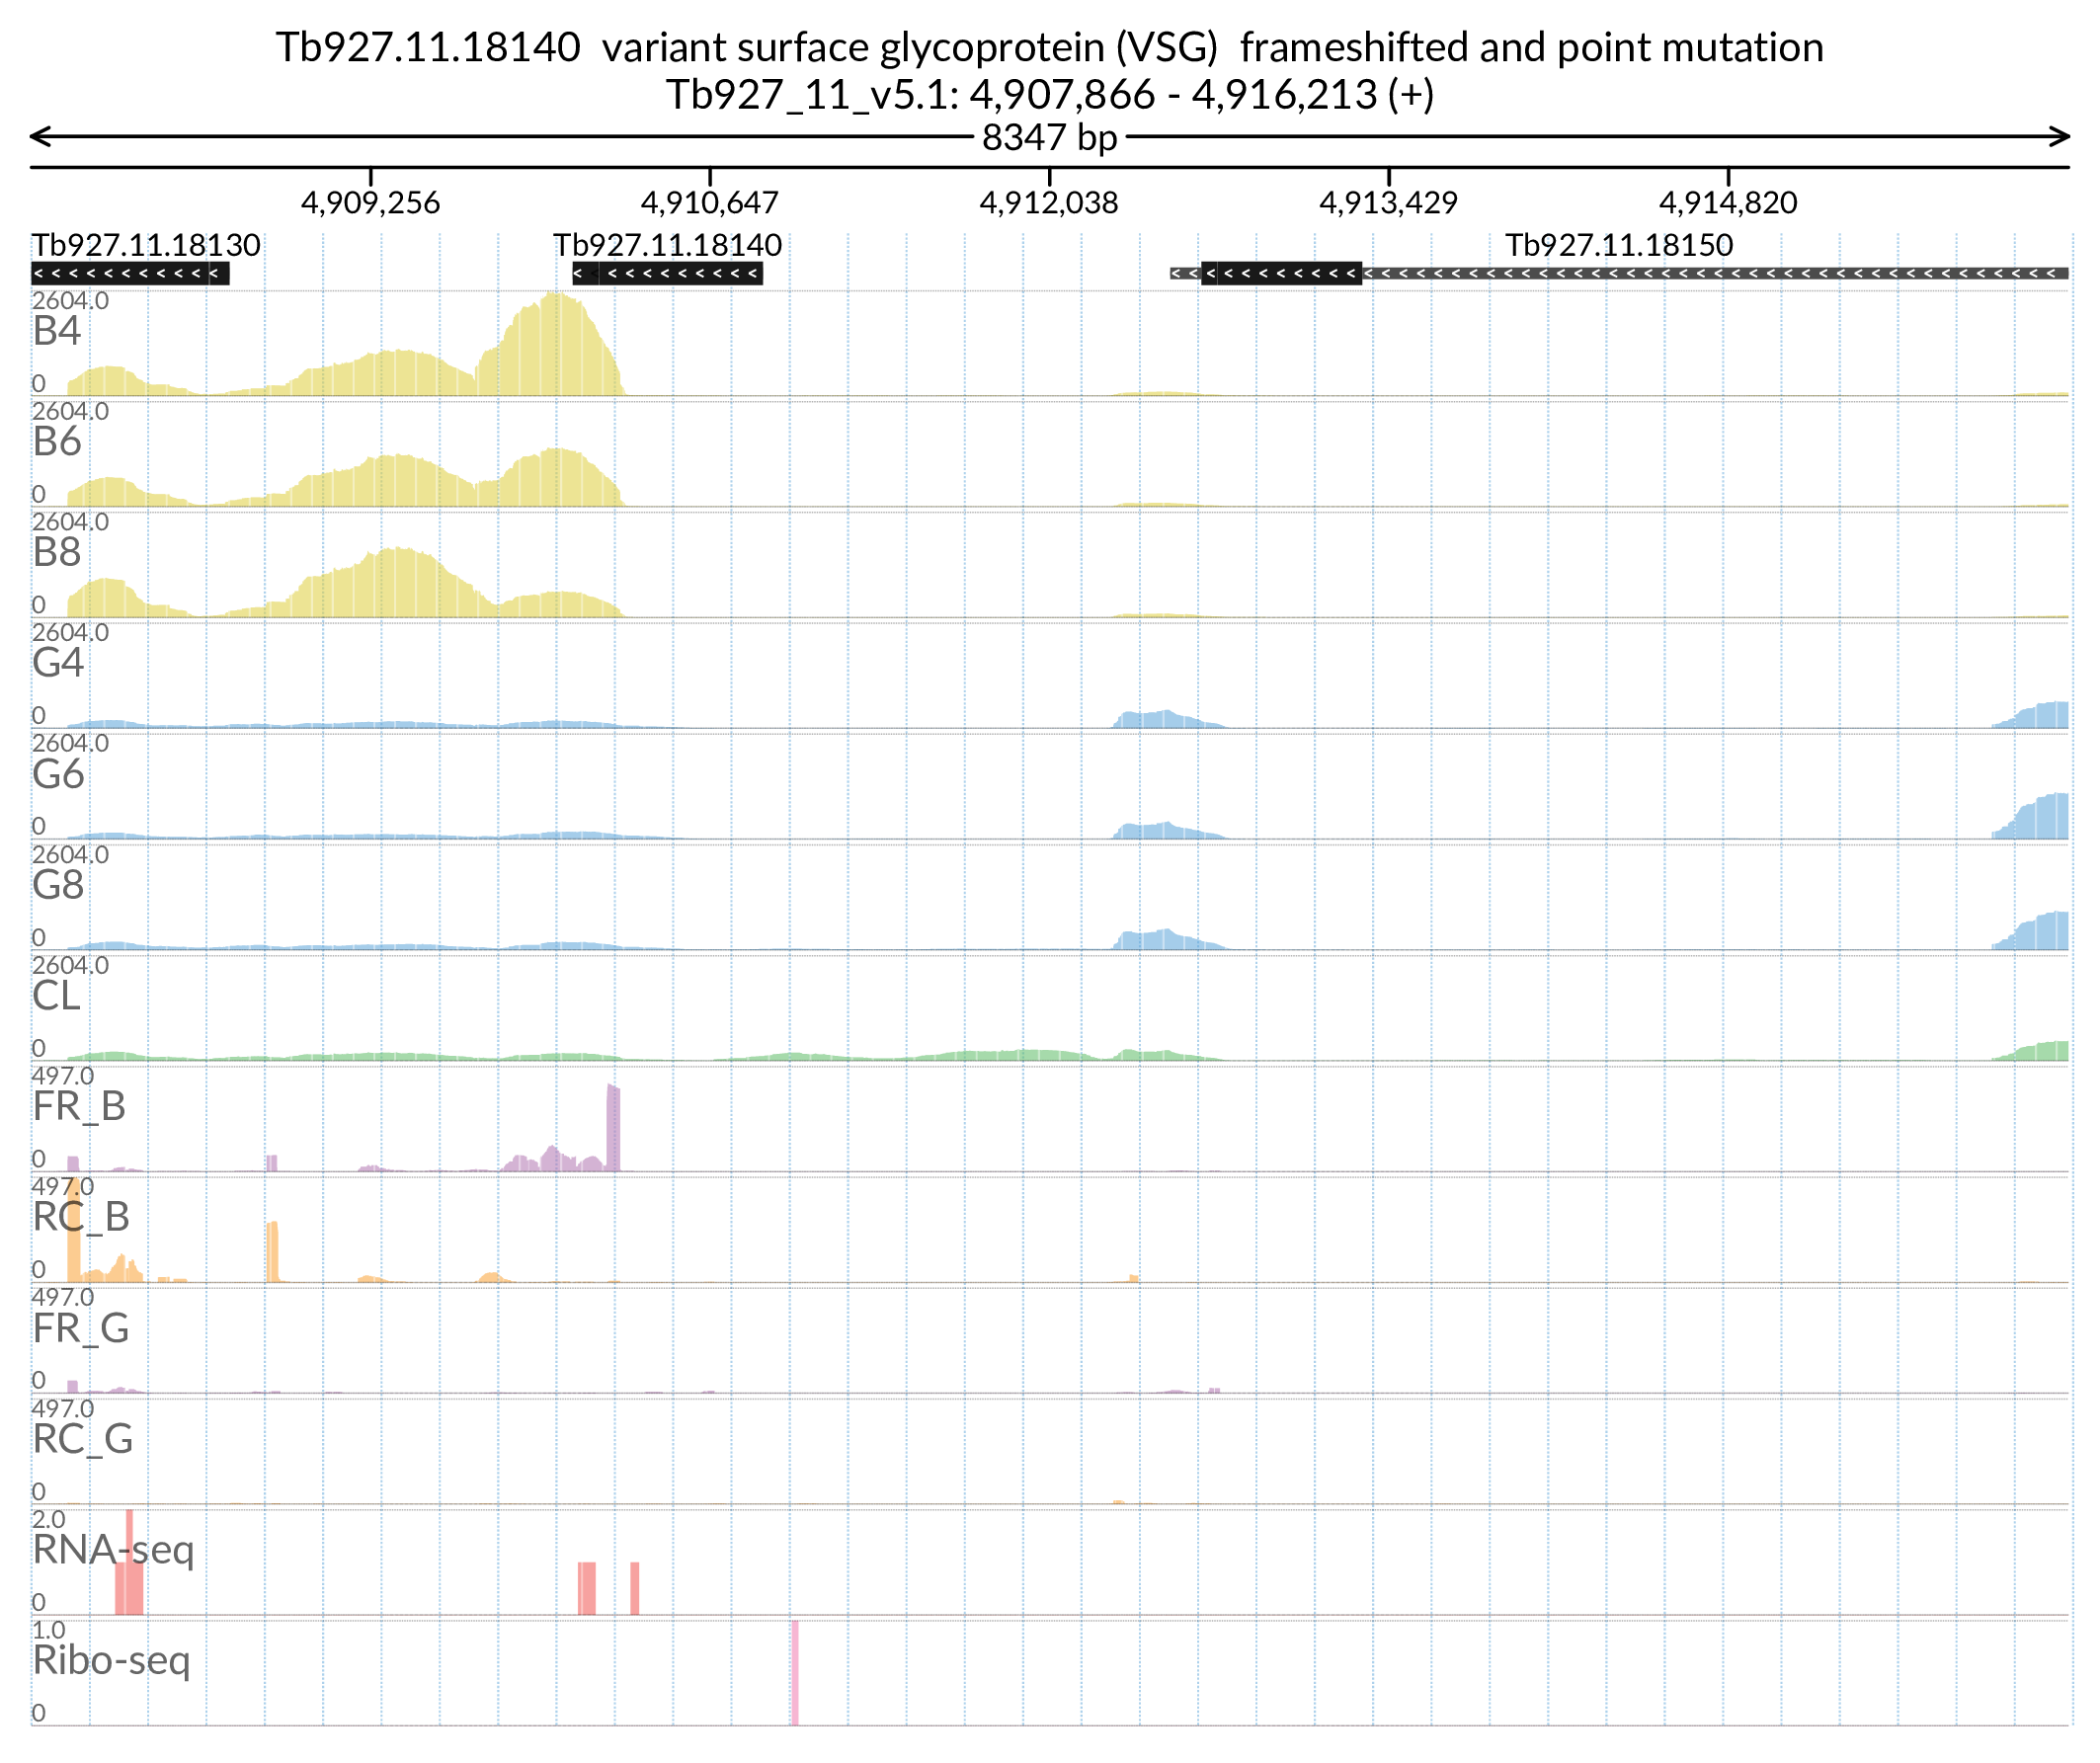 Tb927.11.18140 variant surface glycoprotein (VSG) frameshifted and point mutation
Tb927_11_v5.1: 4,907,866 - 4,916,213 (+)
8347 bp
4,909,256 4,910,647 4,912,038 4,913,429 4,914,820
Tb927.11.18130 Tb927.11.18140 Tb927.11.18150
2604.0
B4
0
2604.0
B6
0
2604.0
B8
0
2604.0
G4
0
2604.0
G6
0
2604.0
G8
0
2604.0
CL
0
497.0
FR_B
0
497.0
RC_B
0
497.0
FR_G
0
497.0
RC_G
0
2.0
RNA-seq
0
1.0
Ribo-seq
0